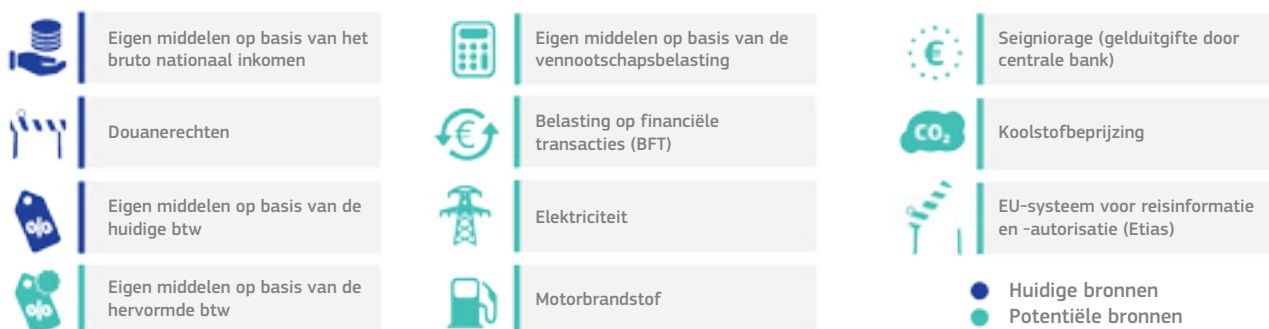 Eigen middelen op basis van het
bruto nationaal inkomen
Douanerechten
Eigen middelen op basis van de
huidige btw
Eigen middelen op basis van de
hervormde btw
Eigen middelen op basis van de
vennootschapsbelasting
€
Belasting op financiële
transacties (BFT)
Elektriciteit
Motorbrandstof
€
Seigniorage (gelduitgifte door
centrale bank)
CO₂
Koolstofbeprijzing
EU-systeem voor reisinformatie
en -autorisatie (Etias)
Huidige bronnen
Potentiële bronnen